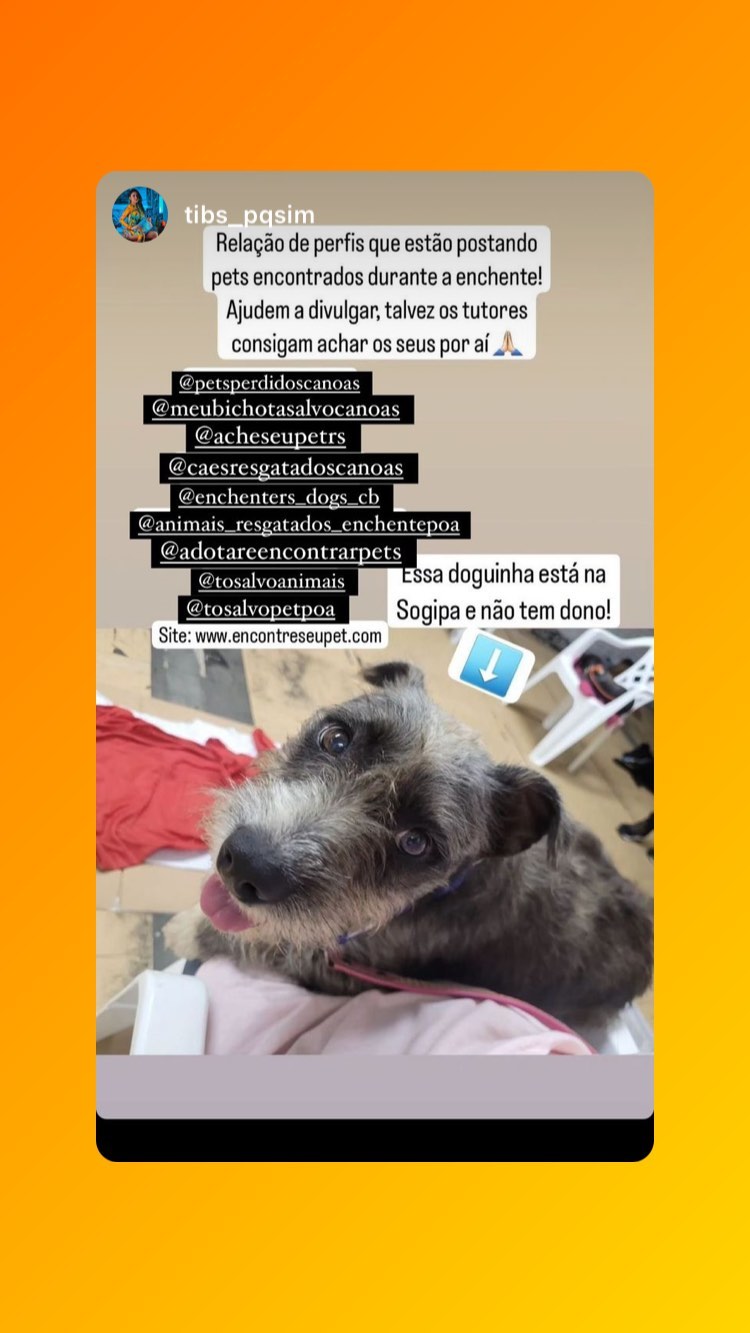 tibs_pqsim
Relação de perfis que estão postando
pets encontrados durante a enchente!
Ajudem a divulgar, talvez os tutores
consigam achar os seus por aí 🙏🏻
@petsperdidoscanoas
@meubichotasalvocanoas
@acheseupetrs
@caesresgatadoscanoas
@enchenters_dogs_cb
@animais_resgatados_enchentepoa
@adotareencontrarpets
@tosalvoanimais
@tosalvopetpoa
Site: www.encontreseupet.com
Essa doguinha está na
Sogipa e não tem dono!